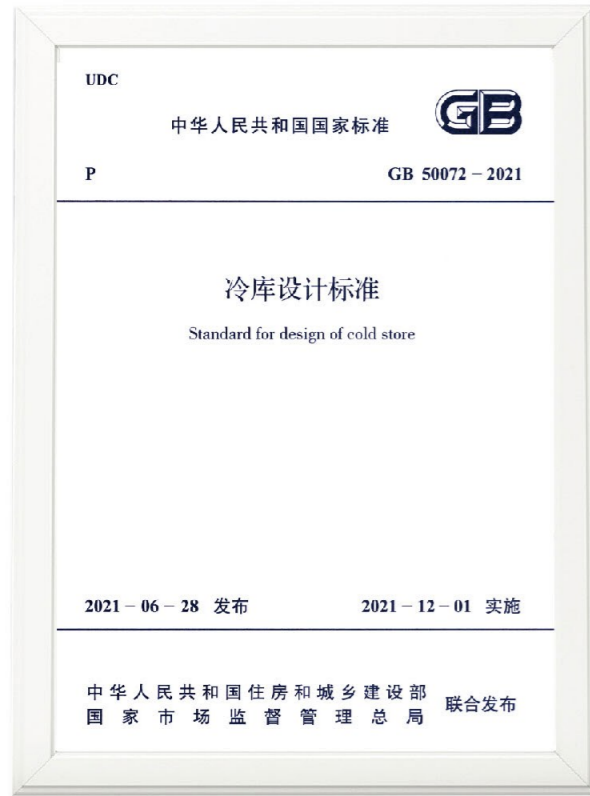 UDC
GB
中华人民共和国国家标准
P
GB 50072－2021
冷库设计标准
Standard for design of cold store
2021－06－28 发布
2021－12－01 实施
中华人民共和国住房和城乡建设部
国家市场监督管理总局
联合发布